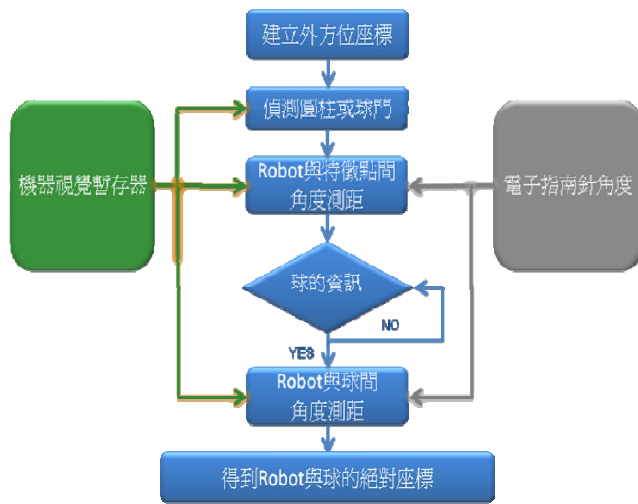 建立外方位座標
偵測圓柱或球門
機器視覺暫存器
Robot與特徵點間
角度測距
電子指南針角度
球的資訊
NO
YES
Robot與球間
角度測距
得到Robot與球的絕對座標